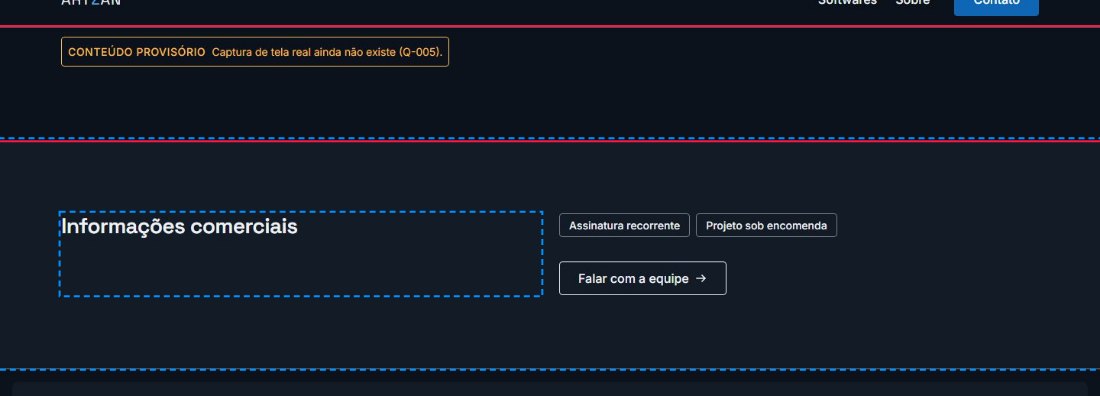 ARTZAN
Softwares Sobre Contato
CONTEÚDO PROVISÓRIO Captura de tela real ainda não existe (Q-005).
Informações comerciais
Assinatura recorrente Projeto sob encomenda
Falar com a equipe →